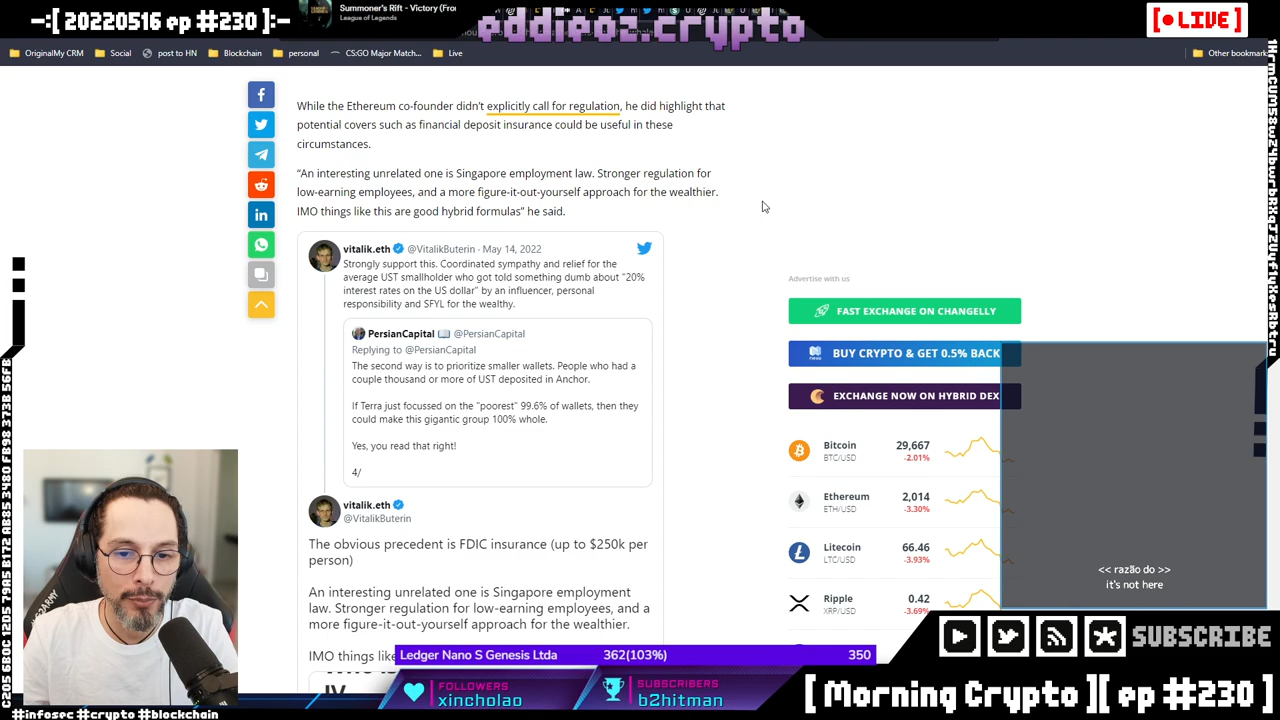 -:[ 20220516 ep #230 ]:-
Summoner's Rift - Victory (Fro
League of Legends
eddieoz.crypto
[ LIVE ]
OriginalMy CRM
Social
post to HN
Blockchain
personal
CS:GO Major Match...
Live
Other bookmark
While the Ethereum co-founder didn't explicitly call for regulation, he did highlight that
potential covers such as financial deposit insurance could be useful in these
circumstances.
"An interesting unrelated one is Singapore employment law. Stronger regulation for
low-earning employees, and a more figure-it-out-yourself approach for the wealthier.
IMO things like this are good hybrid formulas" he said.
vitalik.eth @VitalikButerin · May 14, 2022
Strongly support this. Coordinated sympathy and relief for the
average UST smallholder who got told something dumb about "20%
interest rates on the US dollar" by an influencer, personal
responsibility and SFYL for the wealthy.
PersianCapital @PersianCapital
Replying to @PersianCapital
The second way is to prioritize smaller wallets. People who had a
couple thousand or more of UST deposited in Anchor.
If Terra just focussed on the "poorest" 99.6% of wallets, then they
could make this gigantic group 100% whole.
Yes, you read that right!
4/
vitalik.eth
@VitalikButerin
The obvious precedent is FDIC insurance (up to $250k per
person)
An interesting unrelated one is Singapore employment
law. Stronger regulation for low-earning employees, and a
more figure-it-out-yourself approach for the wealthier.
IMO things like
Advertise with us
FAST EXCHANGE ON CHANGELLY
nexo
BUY CRYPTO & GET 0.5% BACK
EXCHANGE NOW ON HYBRID DEX
Bitcoin 29,667
BTC/USD -2.01%
Ethereum 2,014
ETH/USD -3.30%
Litecoin 66.46
LTC/USD -3.93%
Ripple 0.42
XRP/USD -3.69%
<< razão do >>
it's not here
Ledger Nano S Genesis Ltda 362(103%) 350
FOLLOWERS
xincholao
SUBSCRIBERS
b2hitman
SUBSCRIBE
[ Morning Crypto ][ ep #230 ]
#infosec #crypto #blockchain